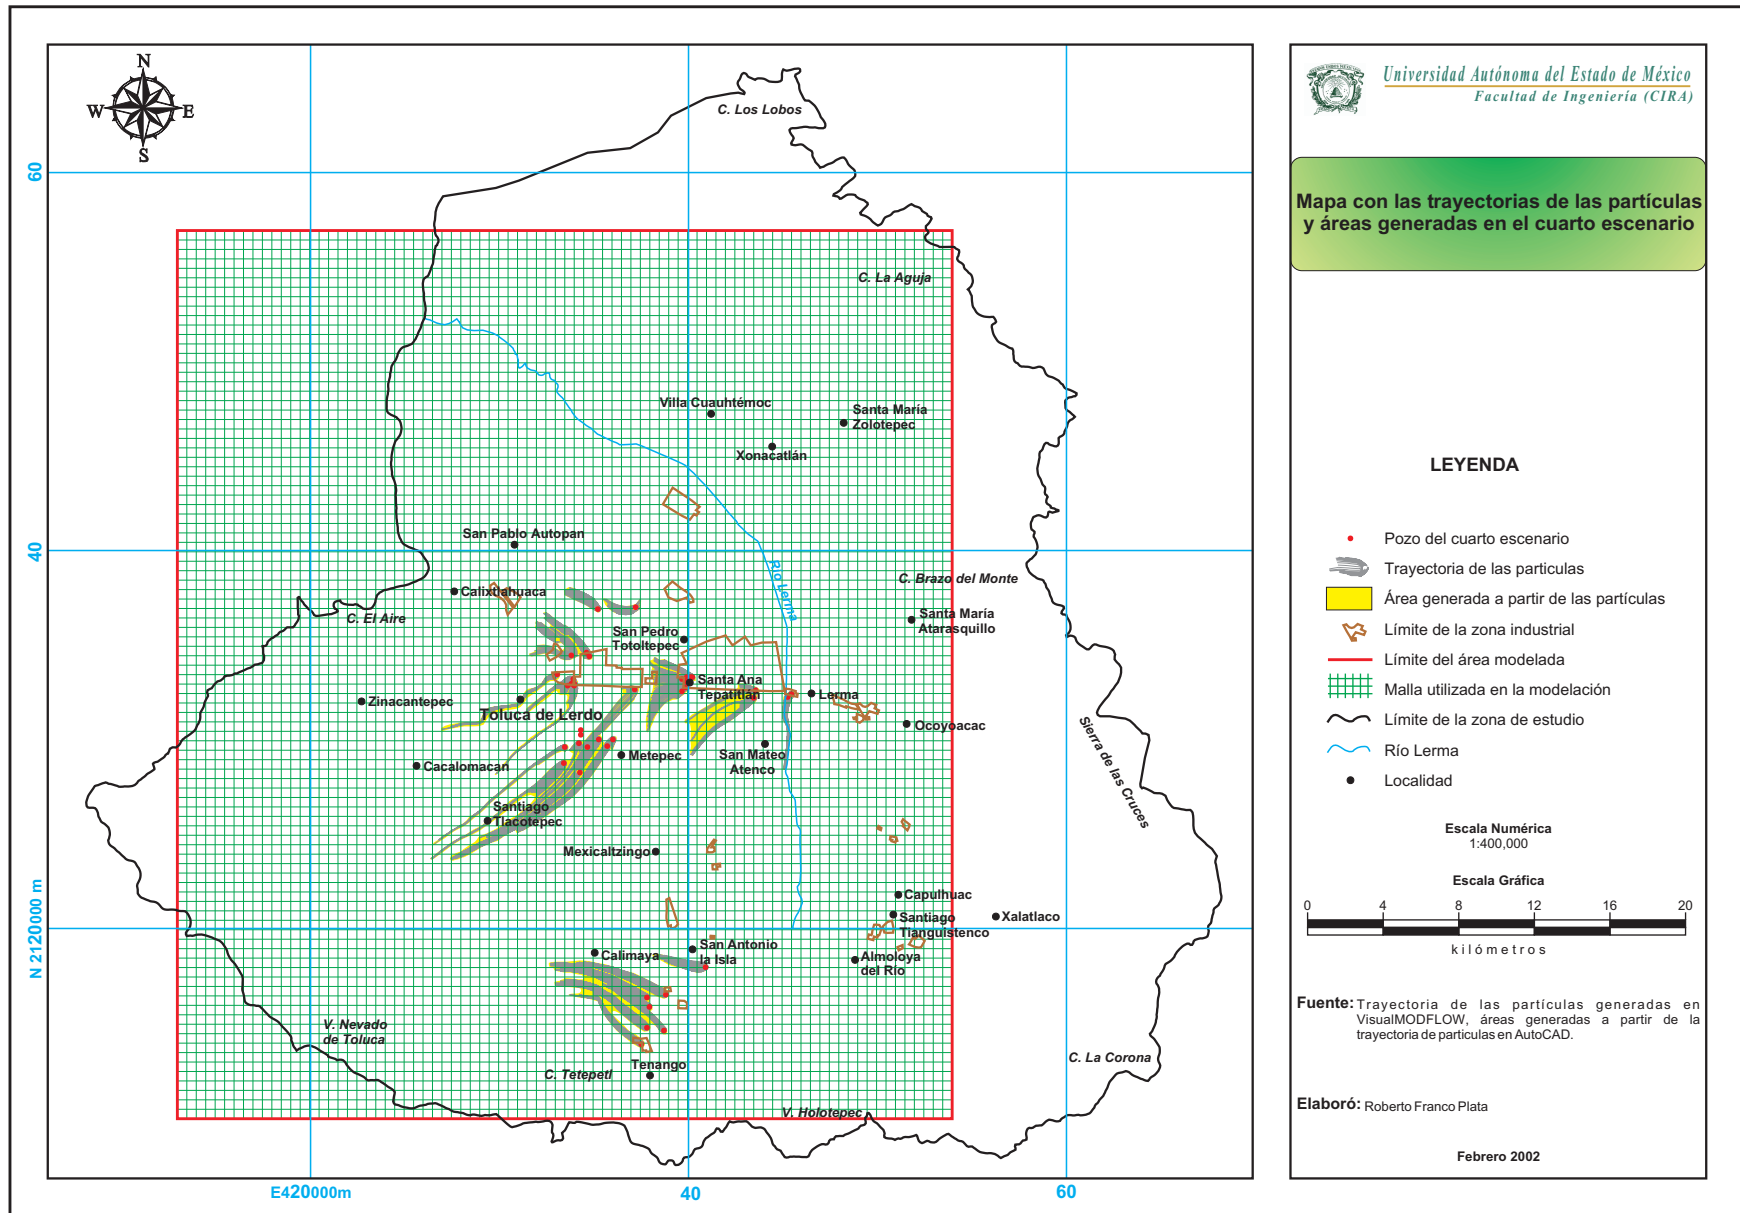 N
W
E
S
C. Los Lobos
60
C. La Aguja
Villa Cuauhtémoc
Santa María
Zolotepec
Xonacatlán
San Pablo Autopan
40
Río Lerma
C. Brazo del Monte
Calixtlahuaca
C. El Aire
Santa María
Atarasquillo
San Pedro
Totoltepec
Santa Ana
Tepatitlán
Lerma
Zinacantepec
Toluca de Lerdo
Ocoyoacac
Sierra de las Cruces
Metepec
San Mateo
Atenco
Cacalomacan
Santiago
Tlacotepec
Mexicaltzingo
Capulhuac
Santiago
Tianguistenco
Xalatlaco
N 2120000 m
San Antonio
la Isla
Calimaya
Almoloya
del Río
V. Nevado
de Toluca
C. La Corona
Tenango
C. Tetepetl
V. Holotepec
E420000m
40
60
Universidad Autónoma del Estado de México
Facultad de Ingeniería (CIRA)
Mapa con las trayectorias de las partículas
y áreas generadas en el cuarto escenario
LEYENDA
Pozo del cuarto escenario
Trayectoria de las particulas
Área generada a partir de las partículas
Límite de la zona industrial
Límite del área modelada
Malla utilizada en la modelación
Límite de la zona de estudio
Río Lerma
Localidad
Escala Numérica
1:400,000
Escala Gráfica
0 4 8 12 16 20
kilómetros
Fuente: Trayectoria de las partículas generadas en
VisualMODFLOW, áreas generadas a partir de la
trayectoria de particulas en AutoCAD.
Elaboró: Roberto Franco Plata
Febrero 2002